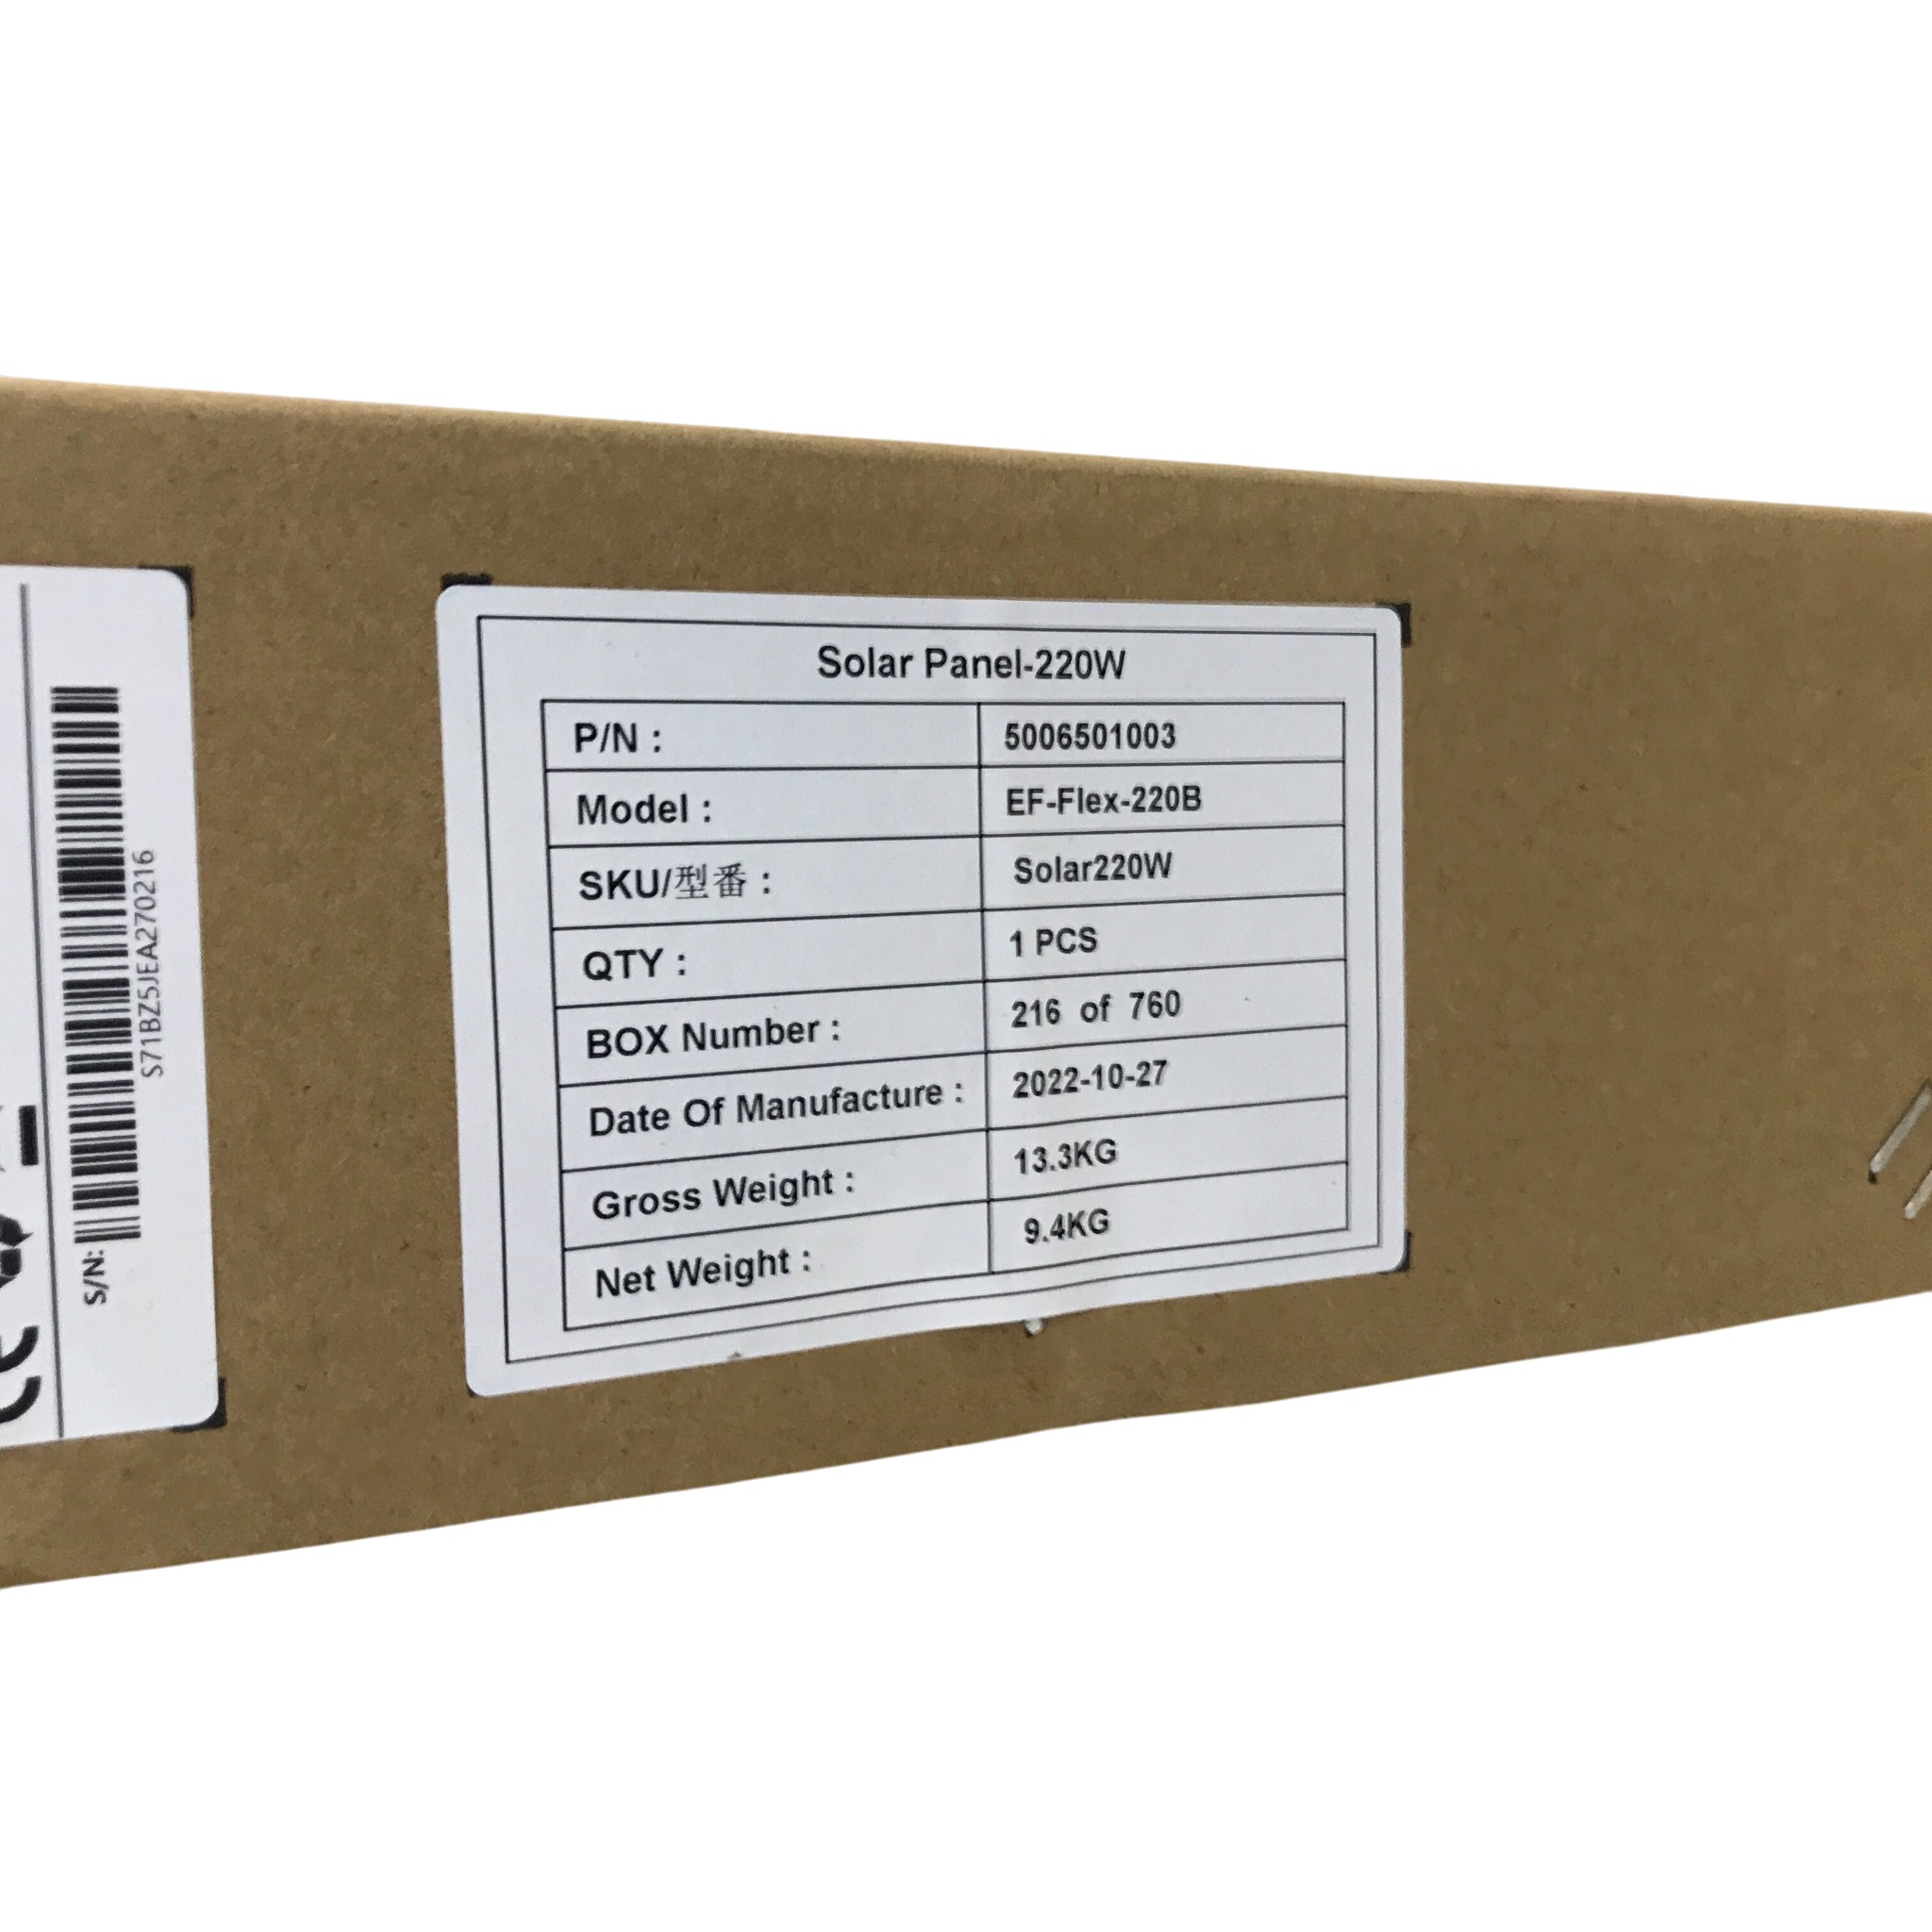 S/N:
S71BZ5JEA270216
Solar Panel-220W
P/N : 5006501003
Model : EF-Flex-220B
SKU/型番 : Solar220W
QTY : 1 PCS
BOX Number : 216 of 760
Date Of Manufacture : 2022-10-27
Gross Weight : 13.3KG
Net Weight : 9.4KG